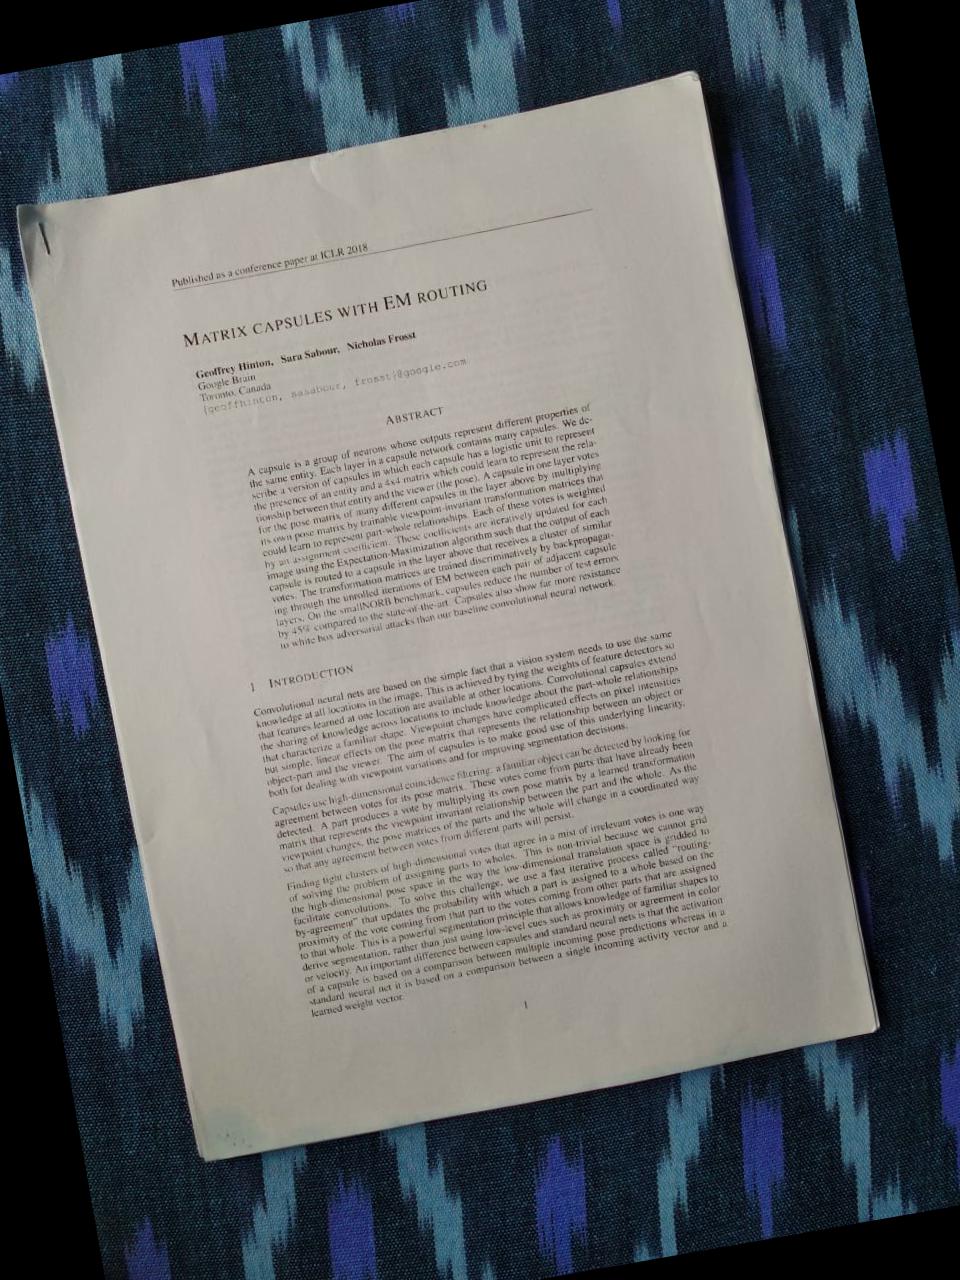 Published as a conference paper at ICLR 2018
MATRIX CAPSULES WITH EM ROUTING
Geoffrey Hinton, Sara Sabour, Nicholas Frosst
Google Brain
Toronto, Canada
{geoffhinton, sasabour, frosst}@google.com
ABSTRACT
A capsule is a group of neurons whose outputs represent different properties of
the same entity. Each layer in a capsule network contains many capsules. We de-
scribe a version of capsules in which each capsule has a logistic unit to represent
the presence of an entity and a 4x4 matrix which could learn to represent the rela-
tionship between that entity and the viewer (the pose). A capsule in one layer votes
for the pose matrix of many different capsules in the layer above by multiplying
its own pose matrix by trainable viewpoint-invariant transformation matrices that
could learn to represent part-whole relationships. Each of these votes is weighted
by an assignment coefficient. These coefficients are iteratively updated for each
image using the Expectation-Maximization algorithm such that the output of each
capsule is routed to a capsule in the layer above that receives a cluster of similar
votes. The transformation matrices are trained discriminatively by backpropagat-
ing through the unrolled iterations of EM between each pair of adjacent capsule
layers. On the smallNORB benchmark, capsules reduce the number of test errors
by 45% compared to the state-of-the-art. Capsules also show far more resistance
to white box adversarial attacks than our baseline convolutional neural network.
1 INTRODUCTION
Convolutional neural nets are based on the simple fact that a vision system needs to use the same
knowledge at all locations in the image. This is achieved by tying the weights of feature detectors so
that features learned at one location are available at other locations. Convolutional capsules extend
the sharing of knowledge across locations to include knowledge about the part-whole relationships
that characterize a familiar shape. Viewpoint changes have complicated effects on pixel intensities
but simple, linear effects on the pose matrix that represents the relationship between an object or
object-part and the viewer. The aim of capsules is to make good use of this underlying linearity,
both for dealing with viewpoint variations and for improving segmentation decisions.
Capsules use high-dimensional coincidence filtering: a familiar object can be detected by looking for
agreement between votes for its pose matrix. These votes come from parts that have already been
detected. A part produces a vote by multiplying its own pose matrix by a learned transformation
matrix that represents the viewpoint invariant relationship between the part and the whole. As the
viewpoint changes, the pose matrices of the parts and the whole will change in a coordinated way
so that any agreement between votes from different parts will persist.
Finding tight clusters of high-dimensional votes that agree in a mist of irrelevant votes is one way
of solving the problem of assigning parts to wholes. This is non-trivial because we cannot grid
the high-dimensional pose space in the way the low-dimensional translation space is gridded to
facilitate convolutions. To solve this challenge, we use a fast iterative process called "routing-
by-agreement" that updates the probability with which a part is assigned to a whole based on the
proximity of the vote coming from that part to the votes coming from other parts that are assigned
to that whole. This is a powerful segmentation principle that allows knowledge of familiar shapes to
derive segmentation, rather than just using low-level cues such as proximity or agreement in color
or velocity. An important difference between capsules and standard neural nets is that the activation
of a capsule is based on a comparison between multiple incoming pose predictions whereas in a
standard neural net it is based on a comparison between a single incoming activity vector and a
learned weight vector.
1